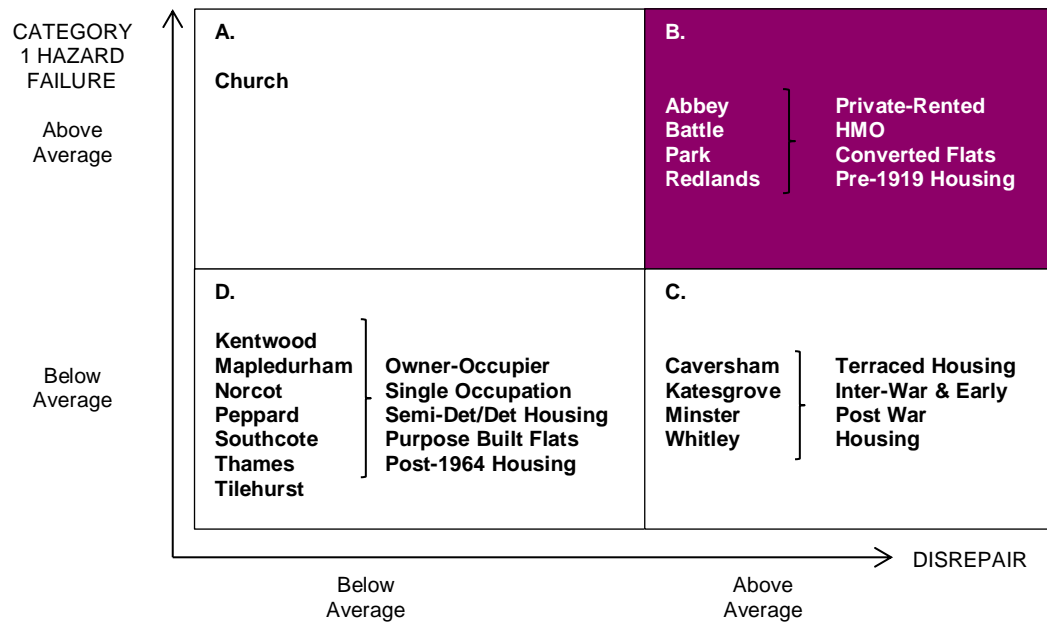 CATEGORY
1 HAZARD
FAILURE
Above
Average
A.
Church
B.
Abbey
Battle
Park
Redlands
Private-Rented
HMO
Converted Flats
Pre-1919 Housing
Below
Average
D.
Kentwood
Mapledurham
Norcot
Peppard
Southcote
Thames
Tilehurst
Owner-Occupier
Single Occupation
Semi-Det/Det Housing
Purpose Built Flats
Post-1964 Housing
C.
Caversham
Katesgrove
Minster
Whitley
Terraced Housing
Inter-War & Early
Post War
Housing
DISREPAIR
Below
Average
Above
Average